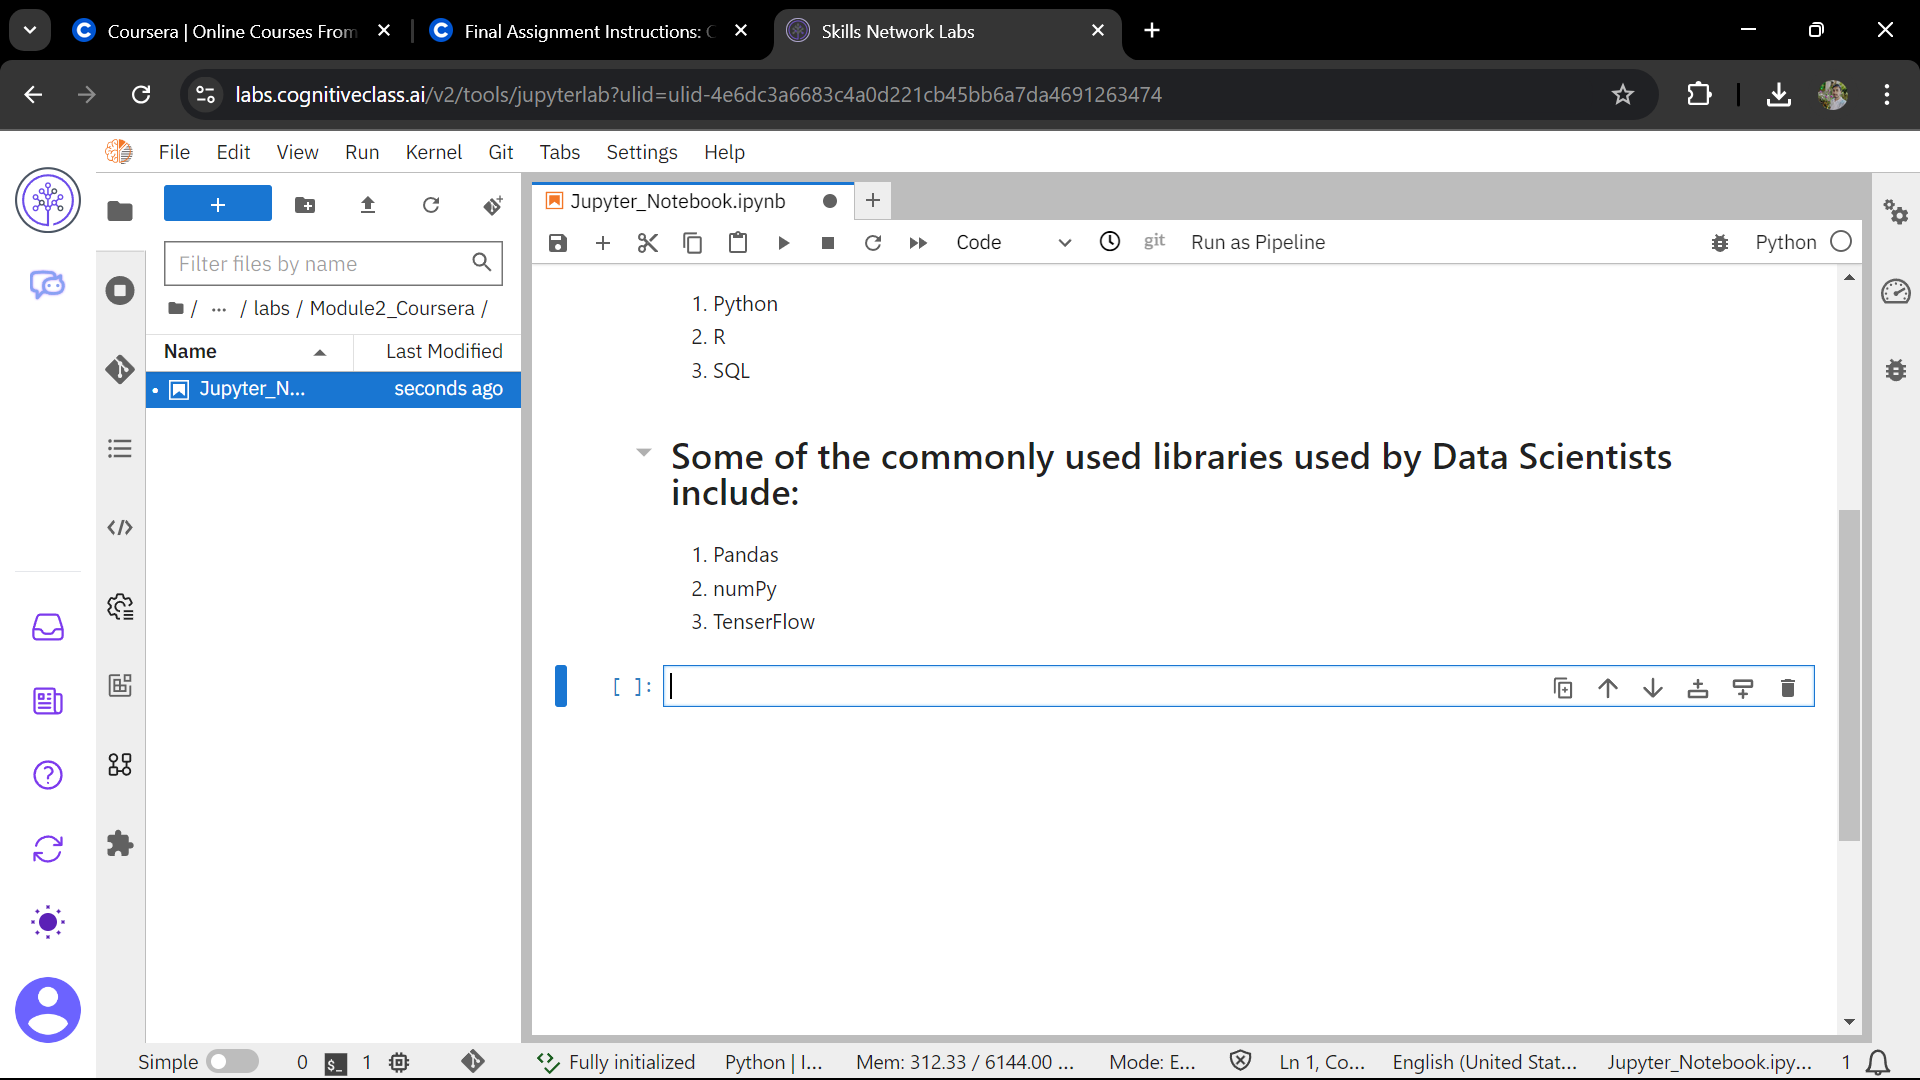 Coursera | Online Courses From
Final Assignment Instructions: C
Skills Network Labs
labs.cognitiveclass.ai/v2/tools/jupyterlab?ulid=ulid-4e6dc3a6683c4a0d221cb45bb6a7da4691263474
File Edit View Run Kernel Git Tabs Settings Help
Jupyter_Notebook.ipynb
Code
git
Run as Pipeline
Python
Filter files by name
/ ... / labs / Module2_Coursera /
Name Last Modified
Jupyter_N... seconds ago
1. Python
2. R
3. SQL
Some of the commonly used libraries used by Data Scientists
include:
1. Pandas
2. numPy
3. TenserFlow
[ ]:
Simple 0 $_ 1 Fully initialized Python | I... Mem: 312.33 / 6144.00 ... Mode: E... Ln 1, Co... English (United Stat... Jupyter_Notebook.ipy... 1